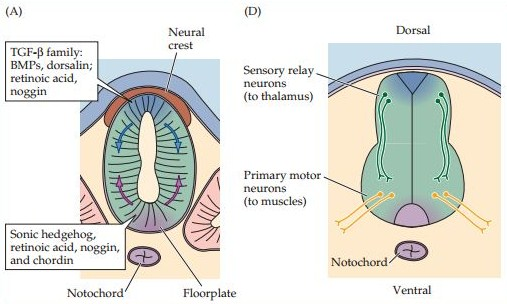 (A)
Neural
crest
TGF-β family:
BMPs, dorsalin;
retinoic acid,
noggin
Sonic hedgehog,
retinoic acid, noggin,
and chordin
Notochord
Floorplate
(D)
Dorsal
Sensory relay
neurons
(to thalamus)
Primary motor
neurons
(to muscles)
Notochord
Ventral